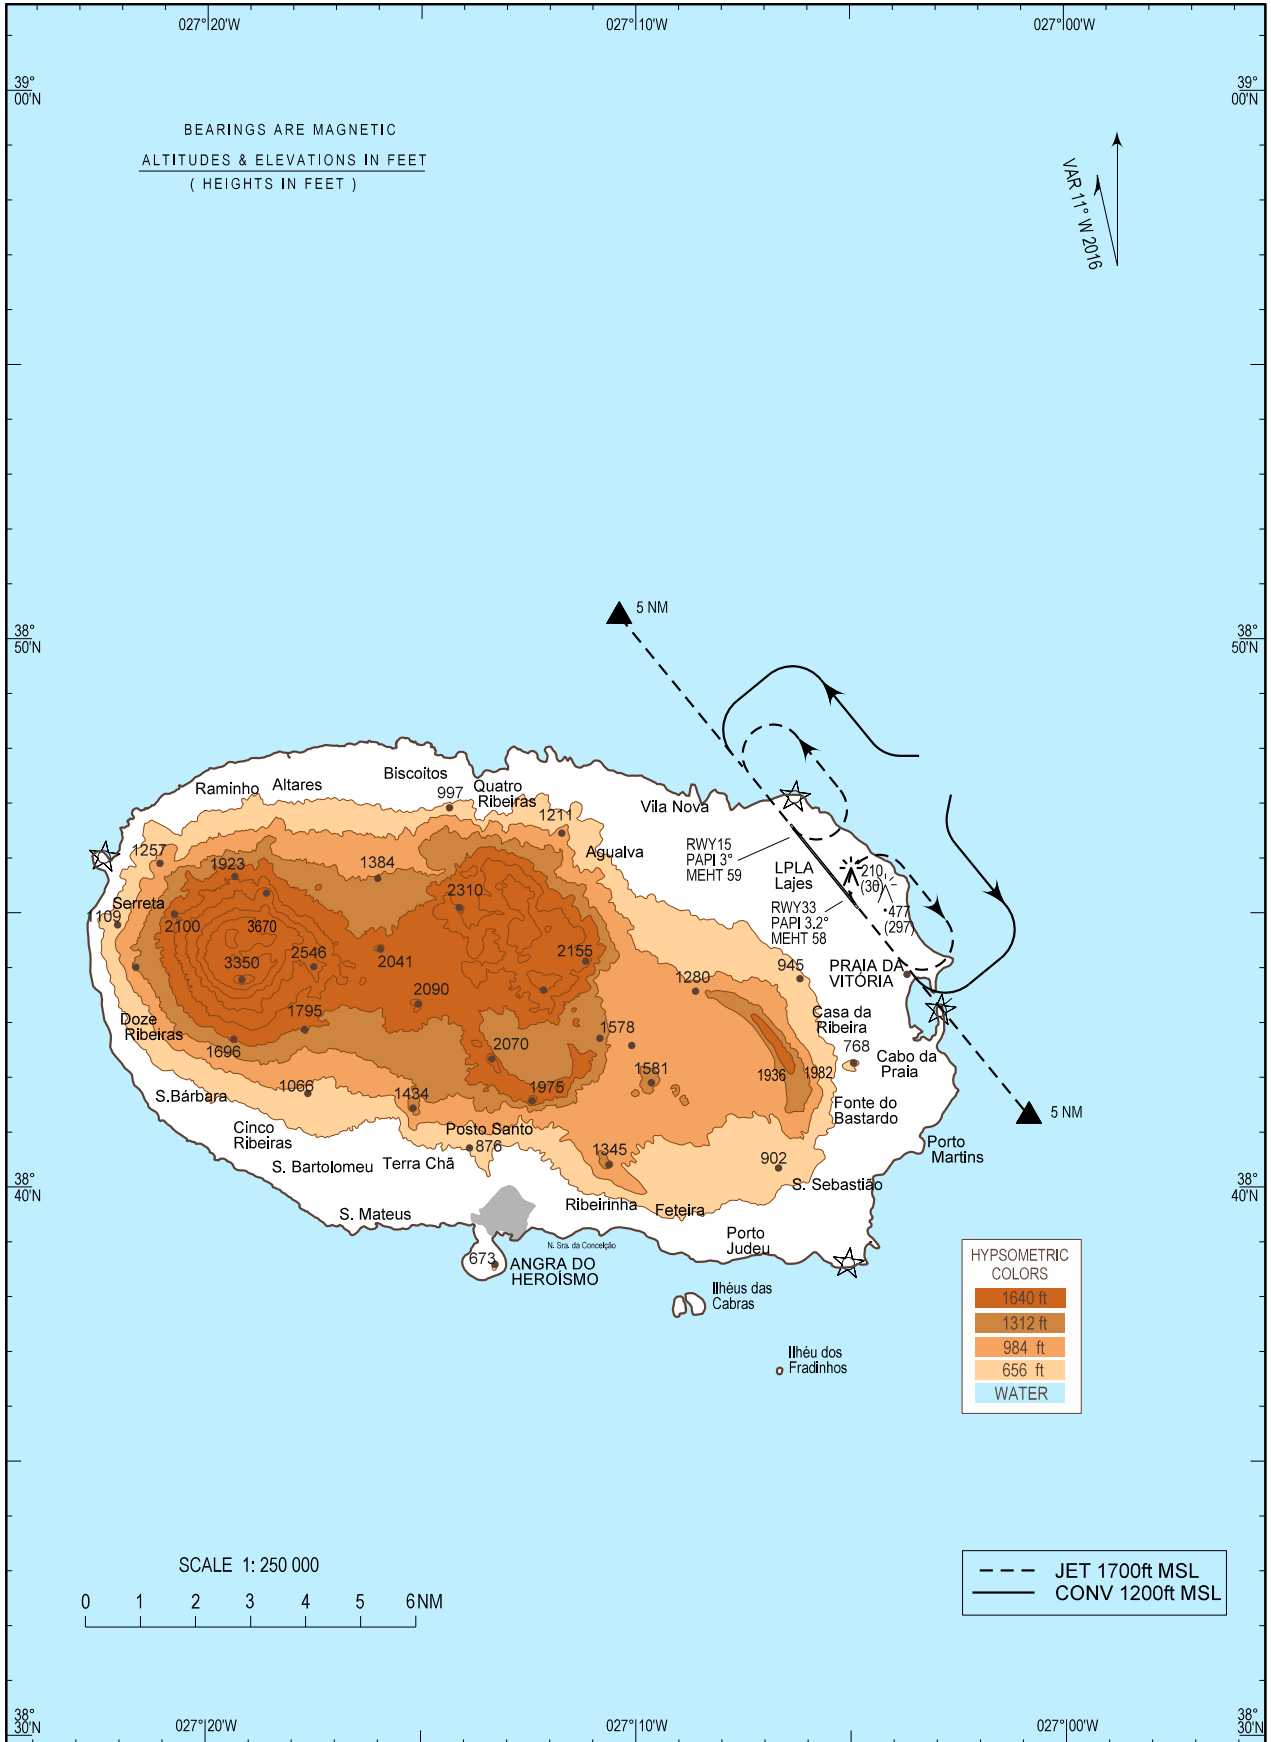 027°20'W
027°10'W
027°00'W
39°
00'N
39°
00'N
BEARINGS ARE MAGNETIC
ALTITUDES & ELEVATIONS IN FEET
( HEIGHTS IN FEET )
VAR 11° W 2016
5 NM
38°
50'N
38°
50'N
Biscoitos
Raminho
Altares
Quatro
Ribeiras
997
Vila Nova
1211
Agualva
RWY15
PAPI 3°
MEHT 59
1257
1923
1384
LPLA
Lajes
210
(30)
2310
Serreta
1109
2100
3670
RWY33
PAPI 3.2°
MEHT 58
477
(297)
2546
2041
2155
3350
945
PRAIA DA
VITÓRIA
1280
2090
1795
Doze
Ribeiras
1696
1578
Casa da
Ribeira
2070
768
Cabo da
Praia
1581
1936
1982
1066
1975
1434
S.Bárbara
Fonte do
Bastardo
5 NM
Cinco
Ribeiras
Posto Santo
876
Porto
Martins
S. Bartolomeu
Terra Chã
1345
902
38°
40'N
S. Sebastião
38°
40'N
Ribeirinha
Feteira
S. Mateus
Porto
Judeu
N. Sra. da Conceição
673
ANGRA DO
HEROÍSMO
HYPSOMETRIC
COLORS
1640 ft
1312 ft
984 ft
656 ft
WATER
Ilhéus das
Cabras
Ilhéu dos
Fradinhos
SCALE 1: 250 000
0 1 2 3 4 5 6NM
JET 1700ft MSL
CONV 1200ft MSL
38°
30'N
38°
30'N
027°20'W
027°10'W
027°00'W